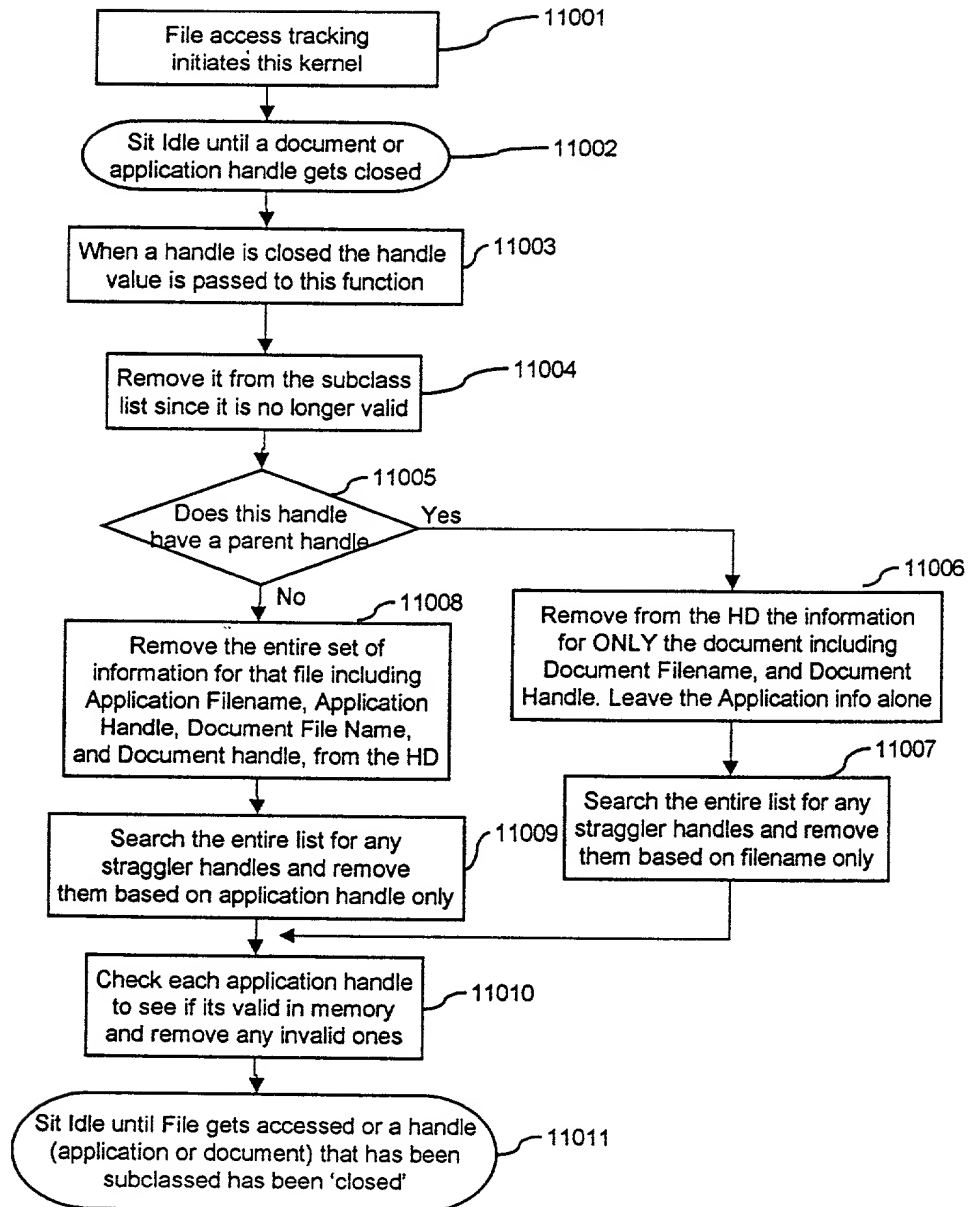 File access tracking
initiates this kernel
11001
Sit Idle until a document or
application handle gets closed
11002
When a handle is closed the handle
value is passed to this function
11003
Remove it from the subclass
list since it is no longer valid
11004
Does this handle
have a parent handle
11005
Yes
No
11006
Remove from the HD the information
for ONLY the document including
Document Filename, and Document
Handle. Leave the Application info alone
11007
Search the entire list for any
straggler handles and remove
them based on filename only
11008
Remove the entire set of
information for that file including
Application Filename, Application
Handle, Document File Name,
and Document handle, from the HD
Search the entire list for any
straggler handles and remove
them based on application handle only
11009
Check each application handle
to see if its valid in memory
and remove any invalid ones
11010
Sit Idle until File gets accessed or a handle
(application or document) that has been
subclassed has been 'closed'
11011